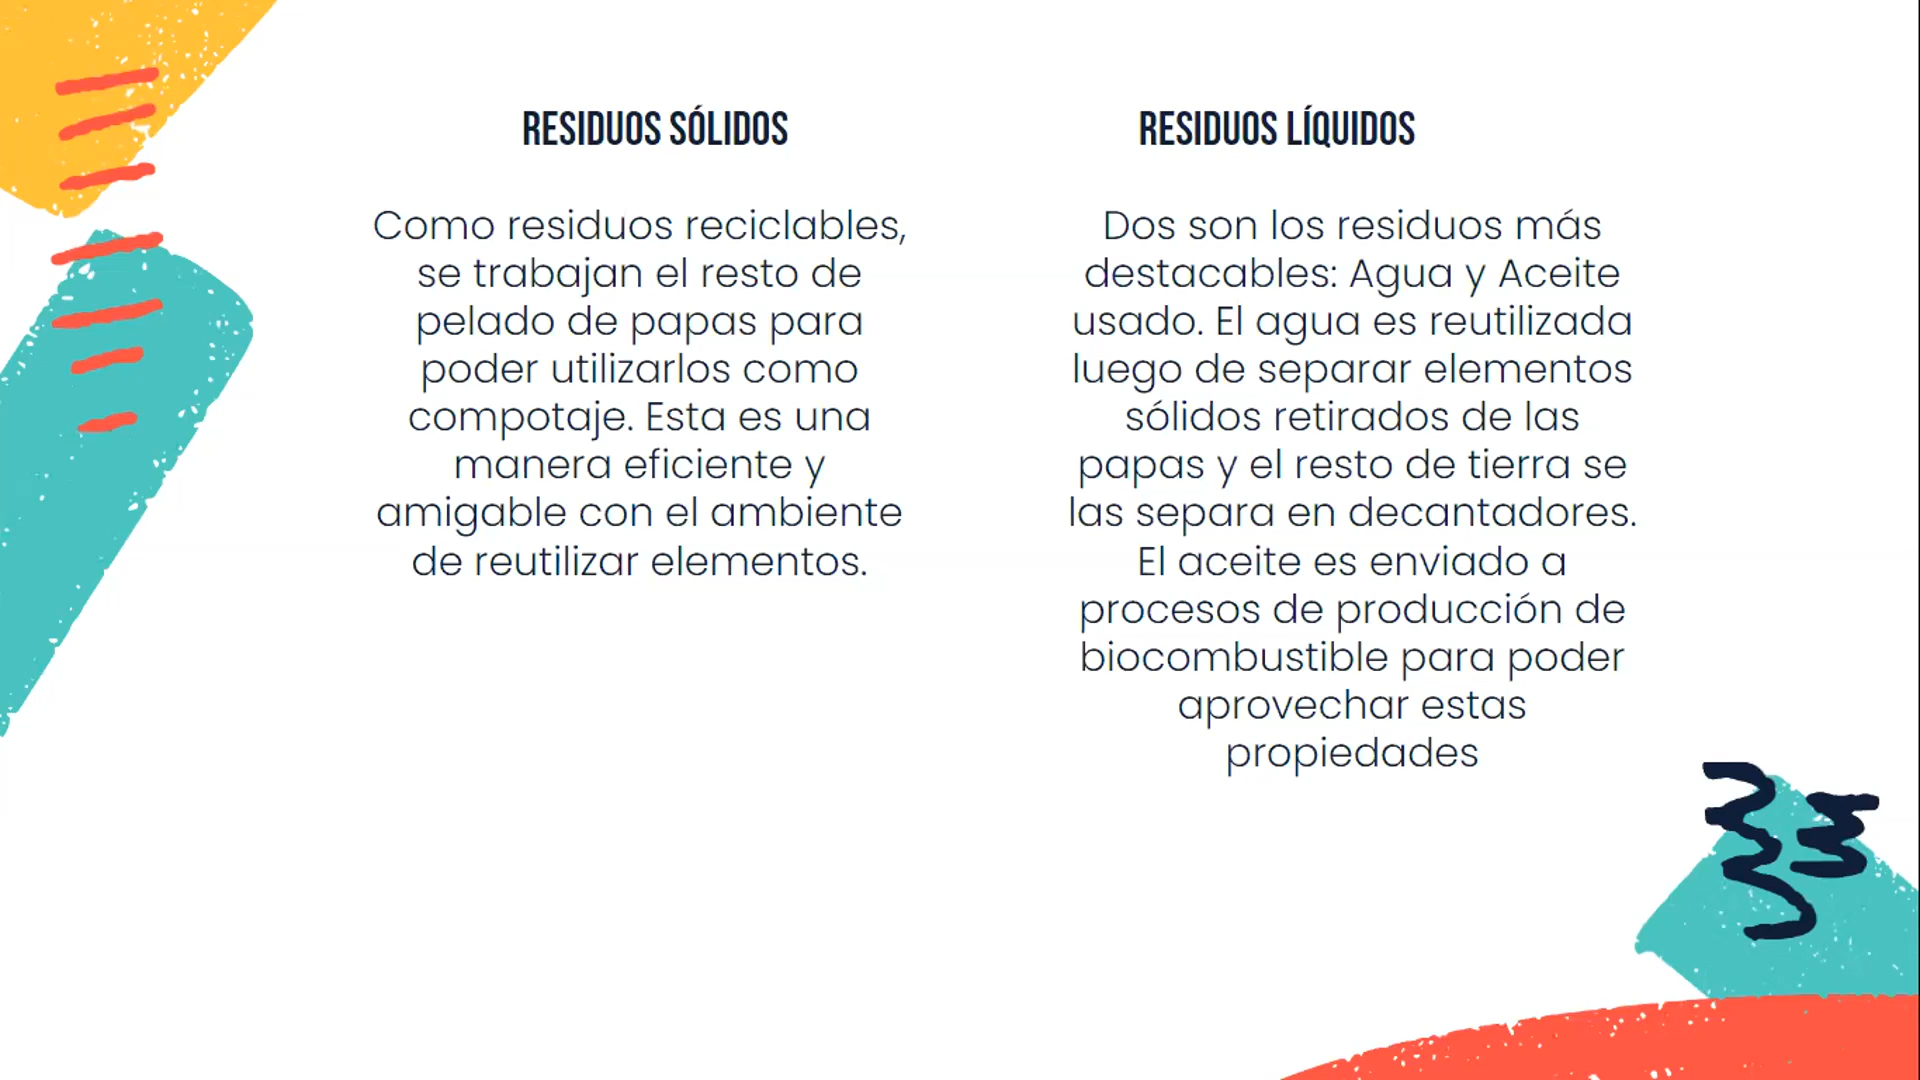 RESIDUOS SÓLIDOS
Como residuos reciclables,
se trabajan el resto de
pelado de papas para
poder utilizarlos como
compotaje. Esta es una
manera eficiente y
amigable con el ambiente
de reutilizar elementos.
RESIDUOS LÍQUIDOS
Dos son los residuos más
destacables: Agua y Aceite
usado. El agua es reutilizada
luego de separar elementos
sólidos retirados de las
papas y el resto de tierra se
las separa en decantadores.
El aceite es enviado a
procesos de producción de
biocombustible para poder
aprovechar estas
propiedades